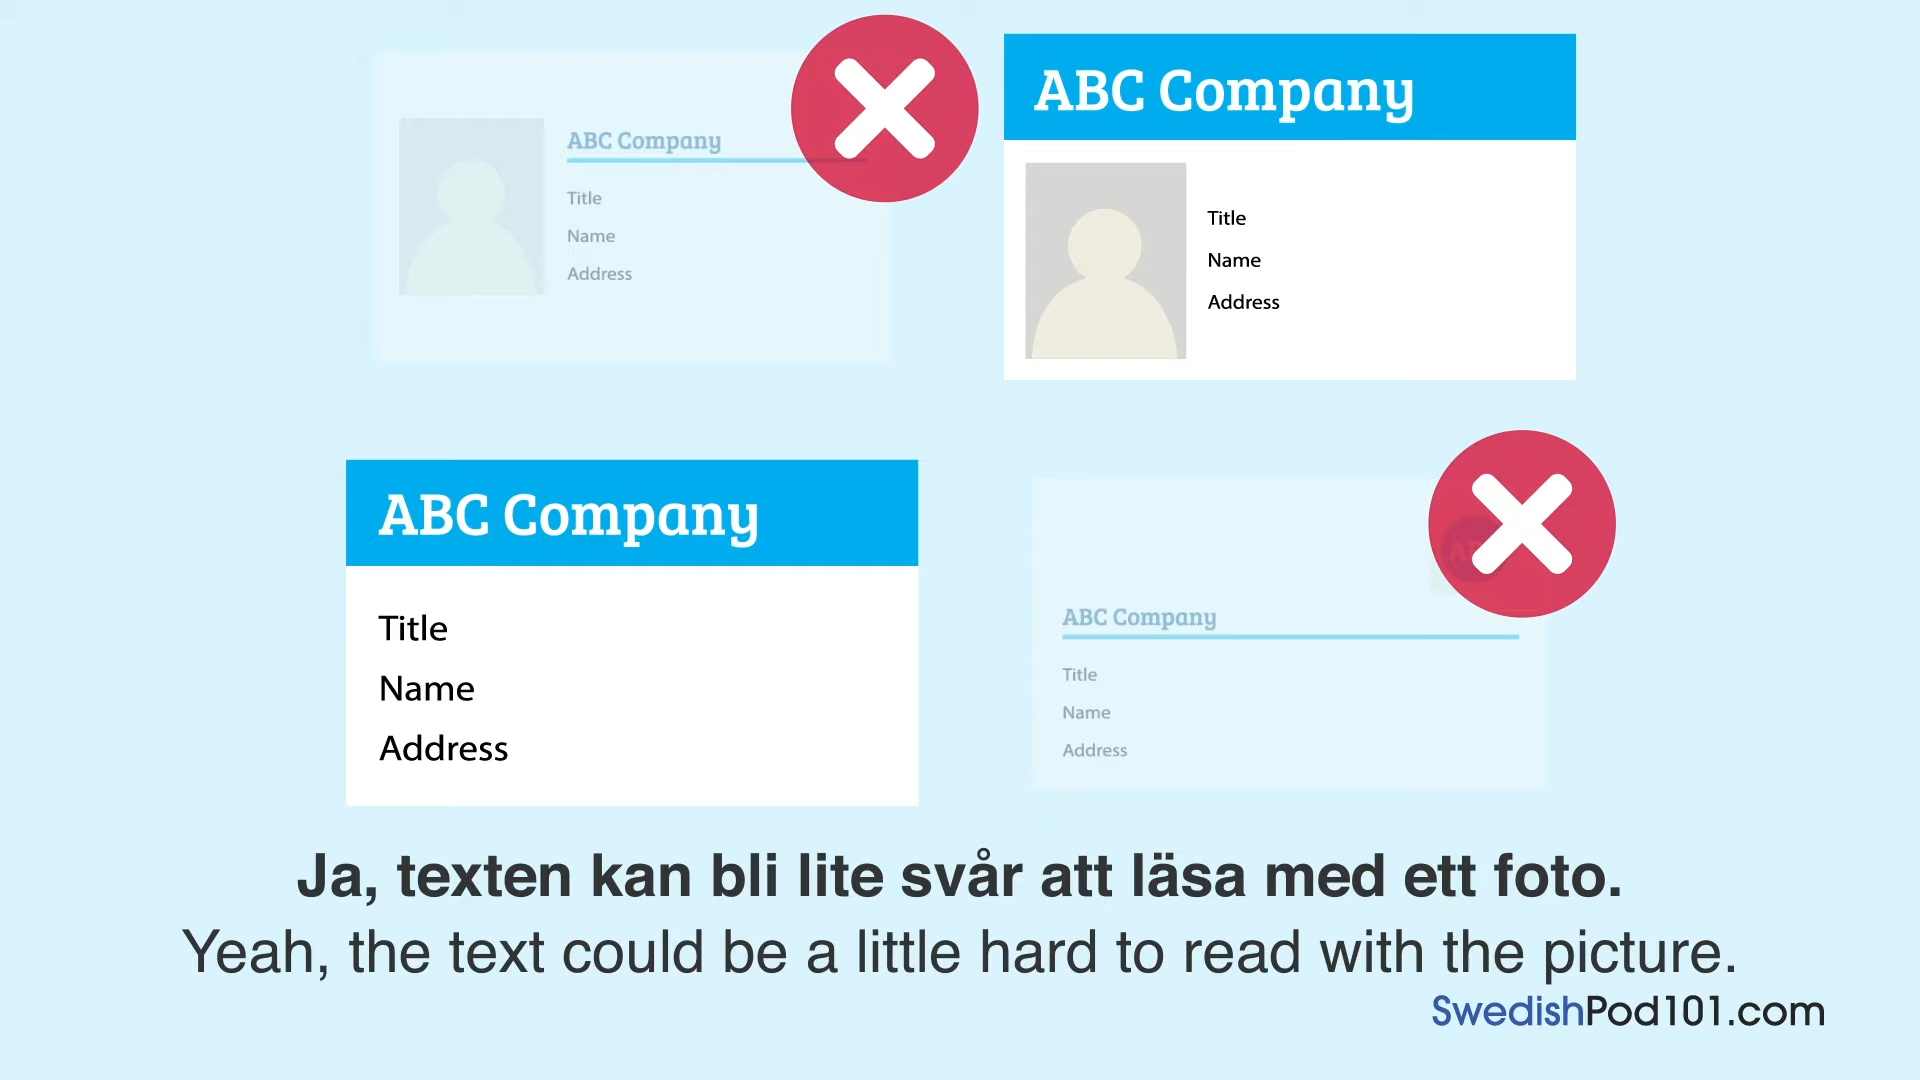 ABC Company
Title
Name
Address
ABC Company
Title
Name
Address
ABC Company
Title
Name
Address
ABC Company
Title
Name
Address
Ja, texten kan bli lite svår att läsa med ett foto.
Yeah, the text could be a little hard to read with the picture.
SwedishPod101.com